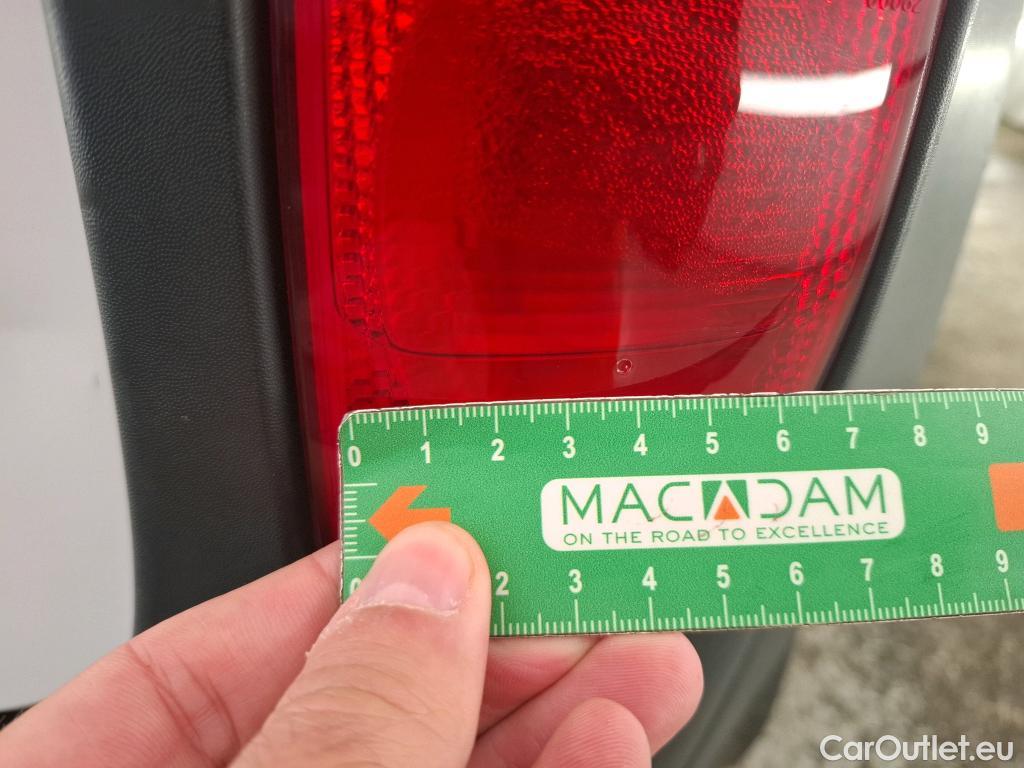 0 1 2 3 4 5 6 7 8 9
MACADAM
ON THE ROAD TO EXCELLENCE
0 2 3 4 5 6 7 8 9
CarOutlet.eu